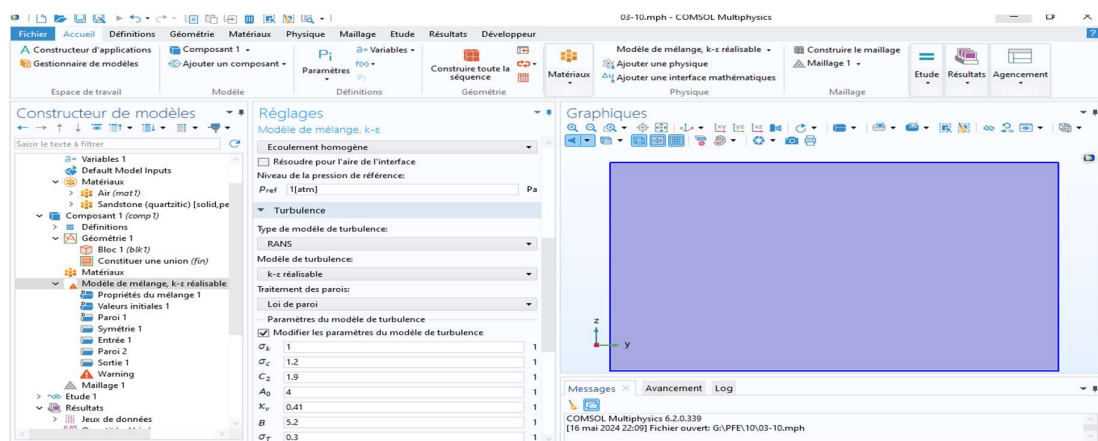 03-10.mph - COMSOL Multiphysics
Fichier Accueil Définitions Géométrie Matériaux Physique Maillage Etude Résultats Développeur
Constructeur d'applications
Gestionnaire de modèles
Espace de travail
Composant 1
Ajouter un composant
Modèle
Pi
Paramètres
a= Variables
f(x)
Pi
Définitions
Construire toute la séquence
Géométrie
Matériaux
Modèle de mélange, k-ε réalisable
Ajouter une physique
Ajouter une interface mathématiques
Physique
Construire le maillage
Maillage 1
Maillage
Etude
Résultats
Agencement
Constructeur de modèles
Saisir le texte à filtrer
a= Variables 1
Default Model Inputs
Matériaux
Air (mat1)
Sandstone (quartzitic) [solid,pe
Composant 1 (comp1)
Définitions
Géométrie 1
Bloc 1 (blk1)
Constituer une union (fin)
Matériaux
Modèle de mélange, k-ε réalisable
Propriétés du mélange 1
Valeurs initiales 1
Paroi 1
Symétrie 1
Entrée 1
Paroi 2
Sortie 1
Warning
Maillage 1
Etude 1
Résultats
Jeux de données
Réglages
Modèle de mélange, k-ε
Ecoulement homogène
Résoudre pour l'aire de l'interface
Niveau de la pression de référence:
Pref 1[atm] Pa
Turbulence
Type de modèle de turbulence:
RANS
Modèle de turbulence:
k-ε réalisable
Traitement des parois:
Loi de paroi
Paramètres du modèle de turbulence
Modifier les paramètres du modèle de turbulence
σk 1 1
σε 1.2 1
C2 1.9 1
A0 4 1
κv 0.41 1
B 5.2 1
σT 0.3 1
Graphiques
z
y
Messages Avancement Log
COMSOL Multiphysics 6.2.0.339
[16 mai 2024 22:09] Fichier ouvert: G:\PFE\10\03-10.mph